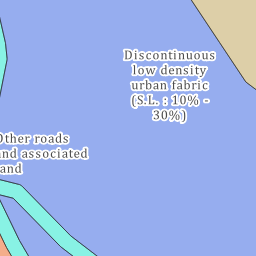 Discontinuous
low density
urban fabric
(S.L. : 10% -
30%)
Other roads
and associated
land